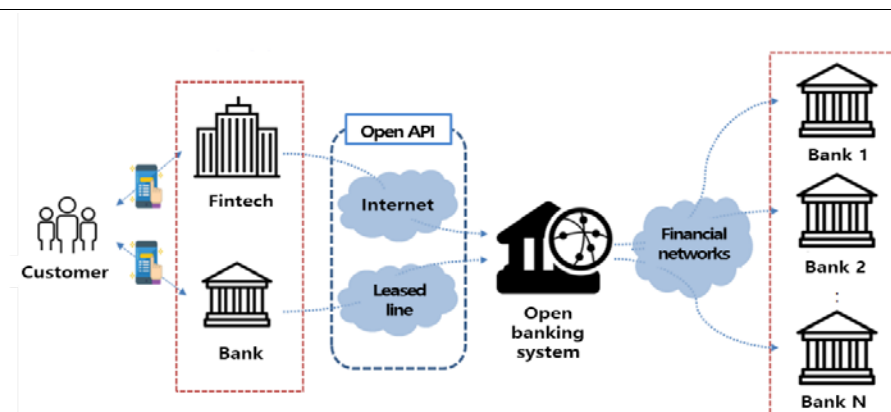 Customer
Fintech
Bank
Open API
Internet
Leased
line
Open
banking
system
Financial
networks
Bank 1
Bank 2
:
Bank N